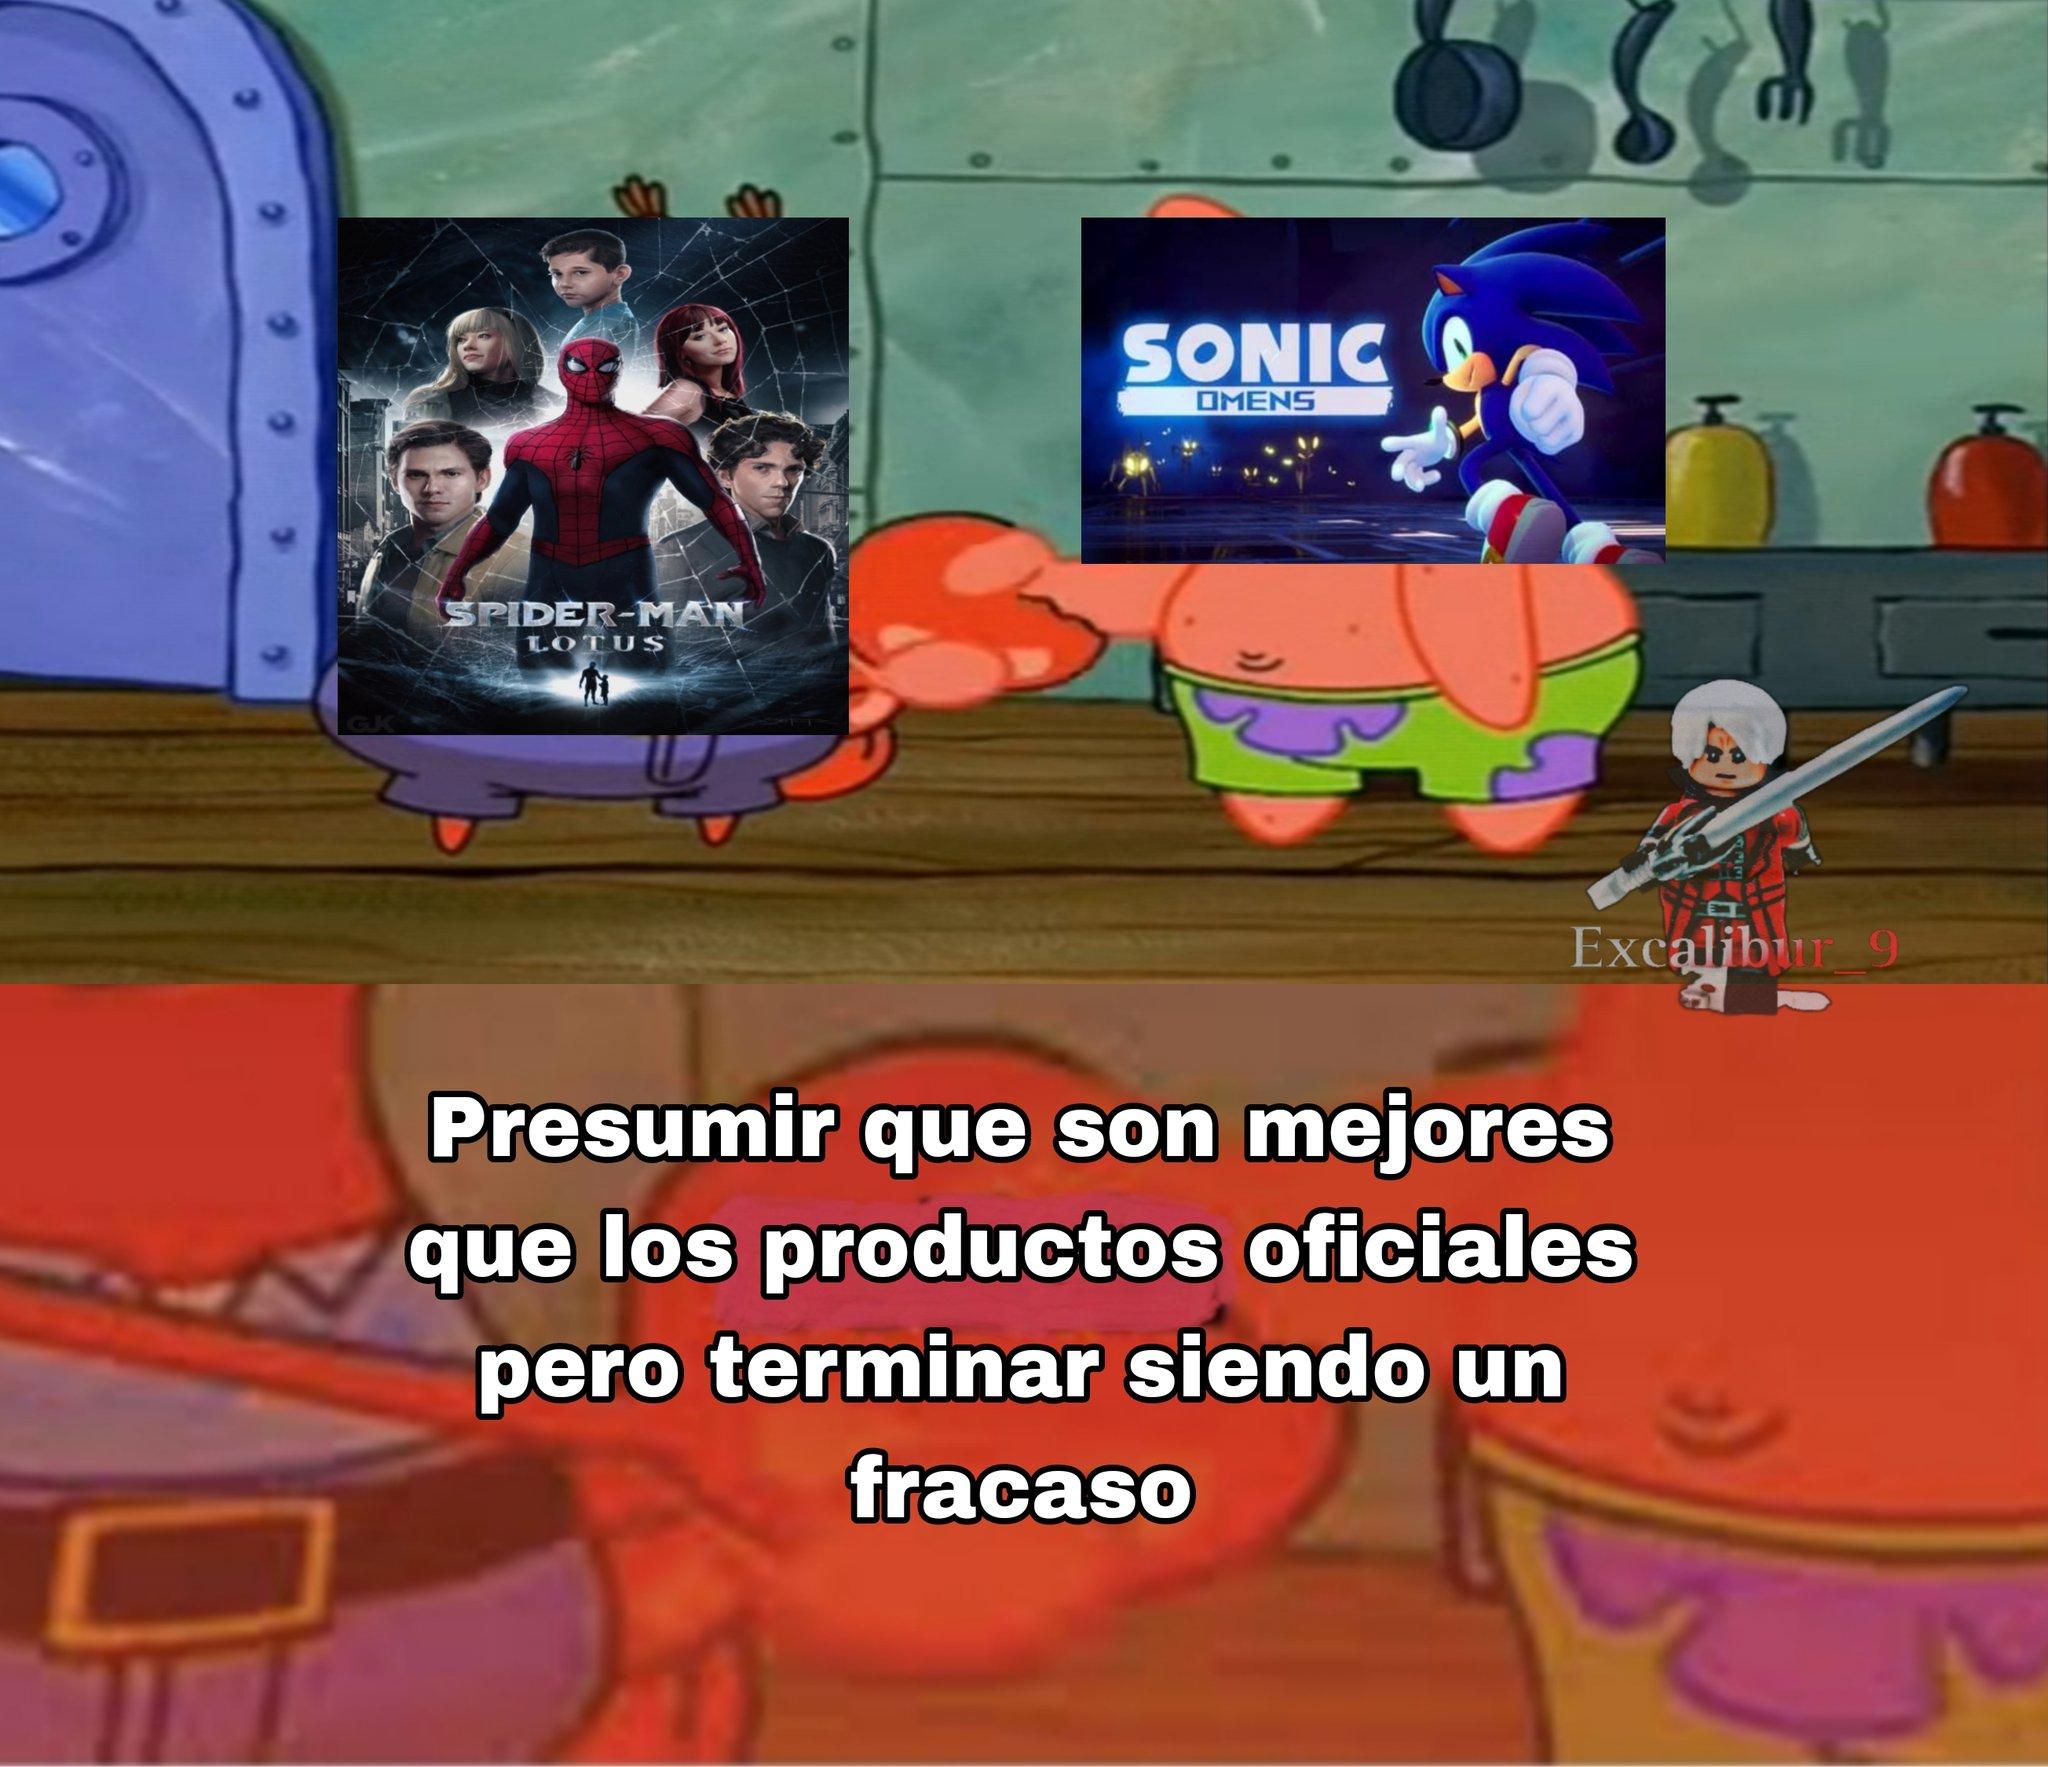 SPIDER-MAN
LOTUS
GJK
SONIC
OMENS
Excalibur_9
Presumir que son mejores
que los productos oficiales
pero terminar siendo un
fracaso